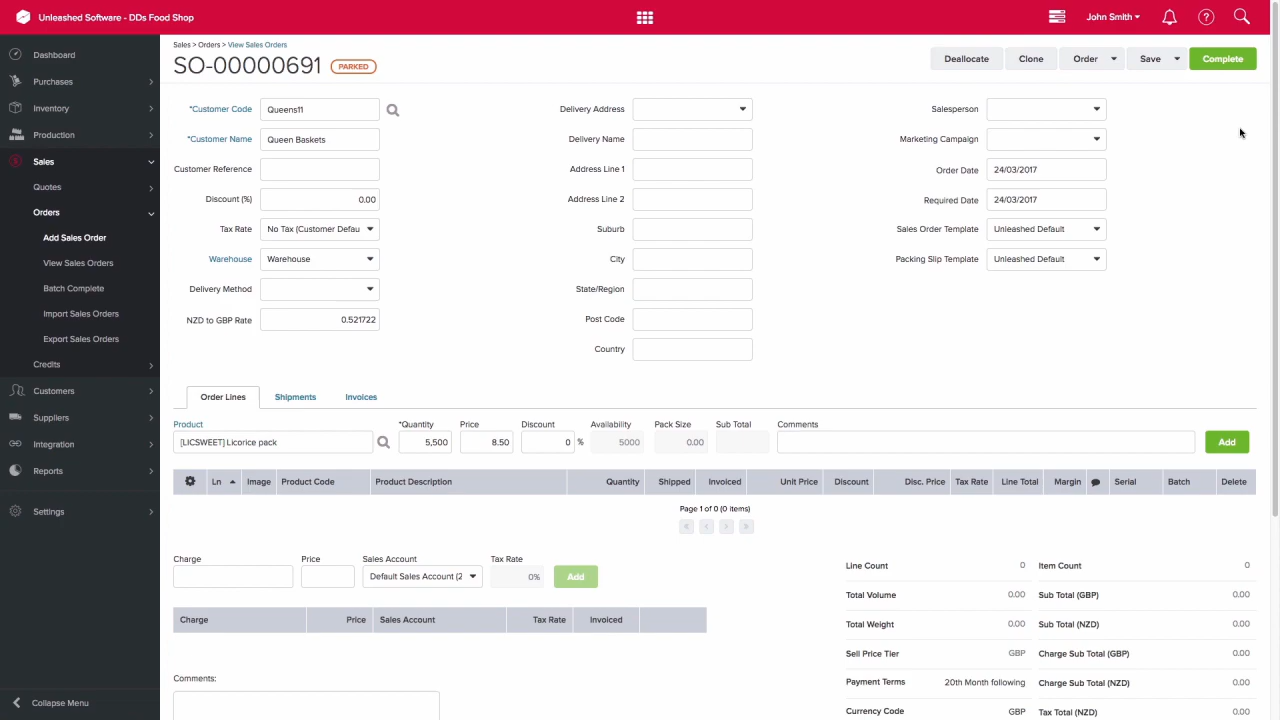 Unleashed Software - DDs Food Shop
John Smith
Dashboard
Purchases
Inventory
Production
Sales
Quotes
Orders
Add Sales Order
View Sales Orders
Batch Complete
Import Sales Orders
Export Sales Orders
Credits
Customers
Suppliers
Integration
Reports
Settings
Collapse Menu
Sales > Orders > View Sales Orders
SO-00000691 PARKED
Deallocate Clone Order Save Complete
*Customer Code Queens11
*Customer Name Queen Baskets
Customer Reference
Discount (%) 0.00
Tax Rate No Tax (Customer Defau
Warehouse Warehouse
Delivery Method
NZD to GBP Rate 0.521722
Delivery Address
Delivery Name
Address Line 1
Address Line 2
Suburb
City
State/Region
Post Code
Country
Salesperson
Marketing Campaign
Order Date 24/03/2017
Required Date 24/03/2017
Sales Order Template Unleashed Default
Packing Slip Template Unleashed Default
Order Lines Shipments Invoices
Product *Quantity Price Discount Availability Pack Size Sub Total Comments
[LICSWEET] Licorice pack 5,500 8.50 0 % 5000 0.00 Add
Ln Image Product Code Product Description Quantity Shipped Invoiced Unit Price Discount Disc. Price Tax Rate Line Total Margin Serial Batch Delete
Page 1 of 0 (0 items)
Charge Price Sales Account Tax Rate
Default Sales Account (2 0% Add
Charge Price Sales Account Tax Rate Invoiced
Comments:
Line Count 0 Item Count 0
Total Volume 0.00 Sub Total (GBP) 0.00
Total Weight 0.00 Sub Total (NZD) 0.00
Sell Price Tier GBP Charge Sub Total (GBP) 0.00
Payment Terms 20th Month following Charge Sub Total (NZD) 0.00
Currency Code GBP Tax Total (NZD) 0.00